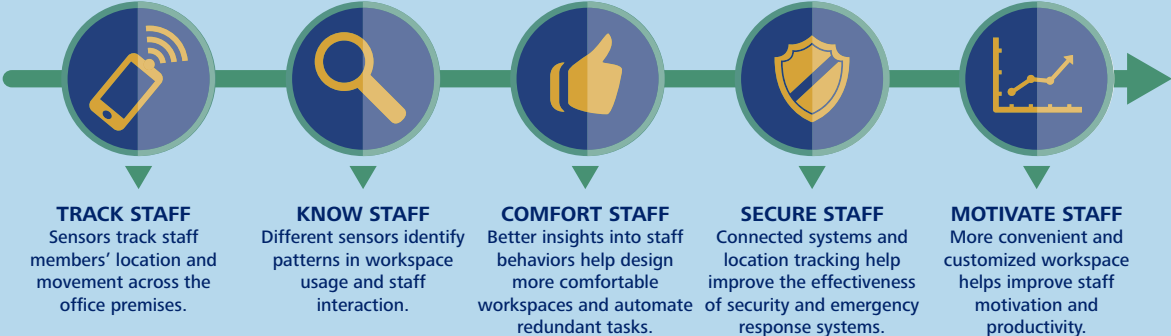 TRACK STAFF
Sensors track staff
members’ location and
movement across the
office premises.
KNOW STAFF
Different sensors identify
patterns in workspace
usage and staff
interaction.
COMFORT STAFF
Better insights into staff
behaviors help design
more comfortable
workspaces and automate
redundant tasks.
SECURE STAFF
Connected systems and
location tracking help
improve the effectiveness
of security and emergency
response systems.
MOTIVATE STAFF
More convenient and
customized workspace
helps improve staff
motivation and
productivity.